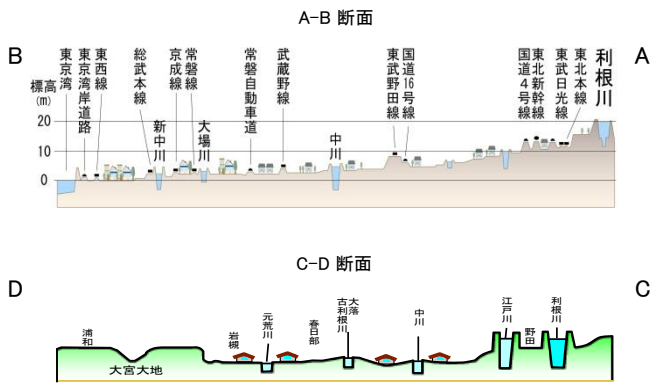 A-B 断面
B
A
標高
(m)
20
10
0
東京湾
東京湾岸道路
東西線
総武本線
新中川
京成線
常磐線
大場川
常磐自動車道
武蔵野線
中川
東武野田線
国道16号線
国道4号線
東北新幹線
東武日光線
東北本線
利根川
C-D 断面
D
C
浦和
大宮大地
岩槻
元荒川
春日部
大落
古利根川
中川
江戸川
野田
利根川